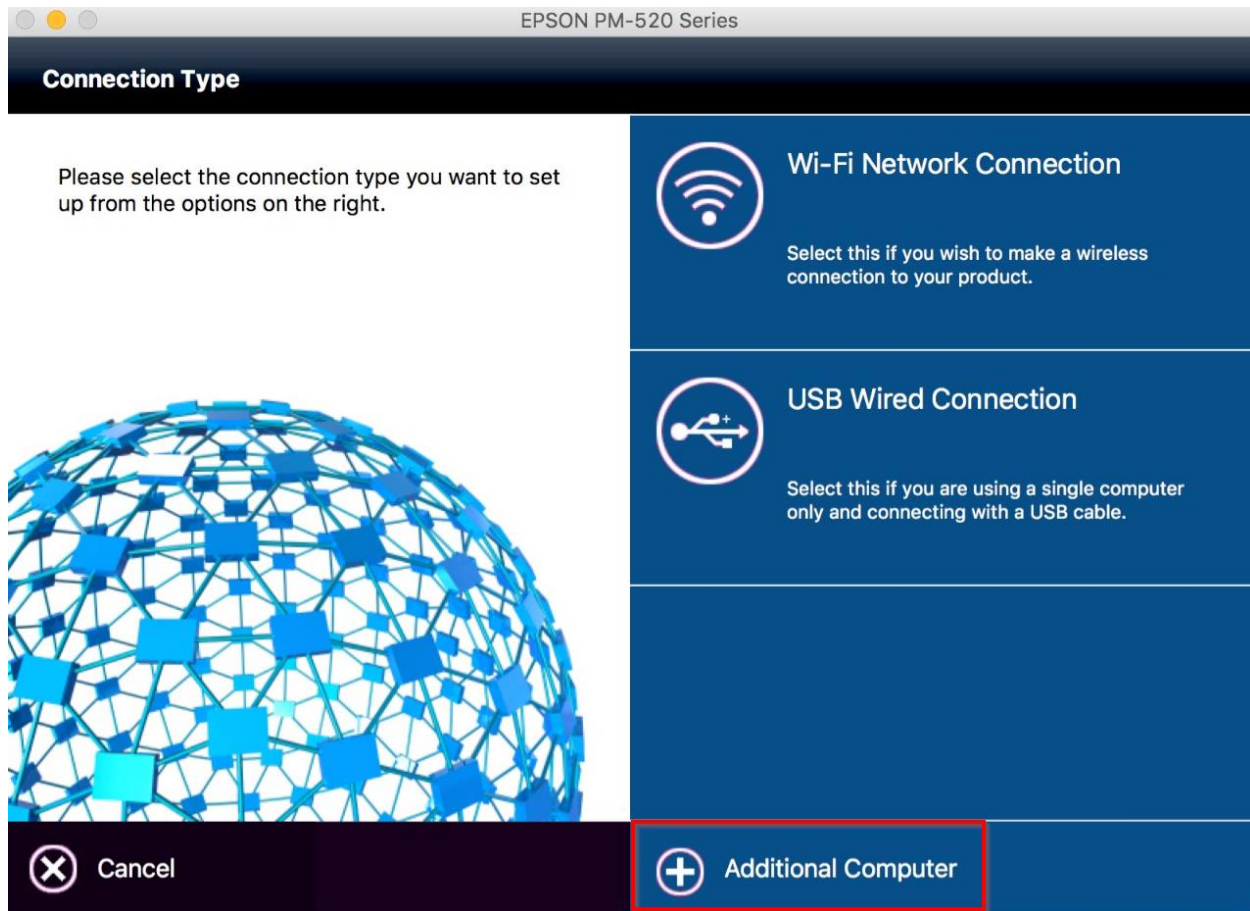 EPSON PM-520 Series
Connection Type
Please select the connection type you want to set
up from the options on the right.
Wi-Fi Network Connection
Select this if you wish to make a wireless
connection to your product.
USB Wired Connection
Select this if you are using a single computer
only and connecting with a USB cable.
Cancel
Additional Computer